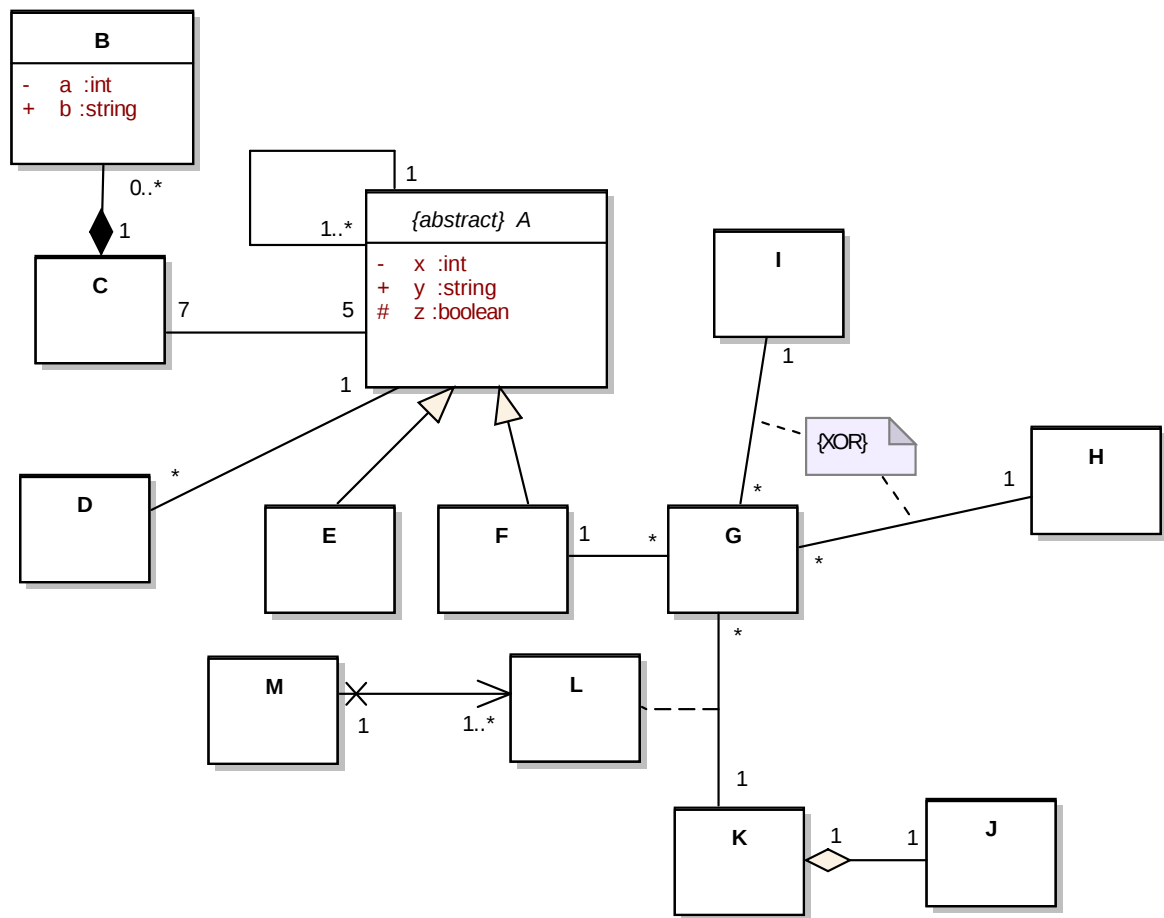 B
- a :int
+ b :string
0..*
1
C
7
5
1
1..*
{abstract} A
- x :int
+ y :string
# z :boolean
1
*
D
E
F
1
*
I
1
{XOR}
*
G
*
1
H
*
M
1
1..*
L
1
K
1
1
J